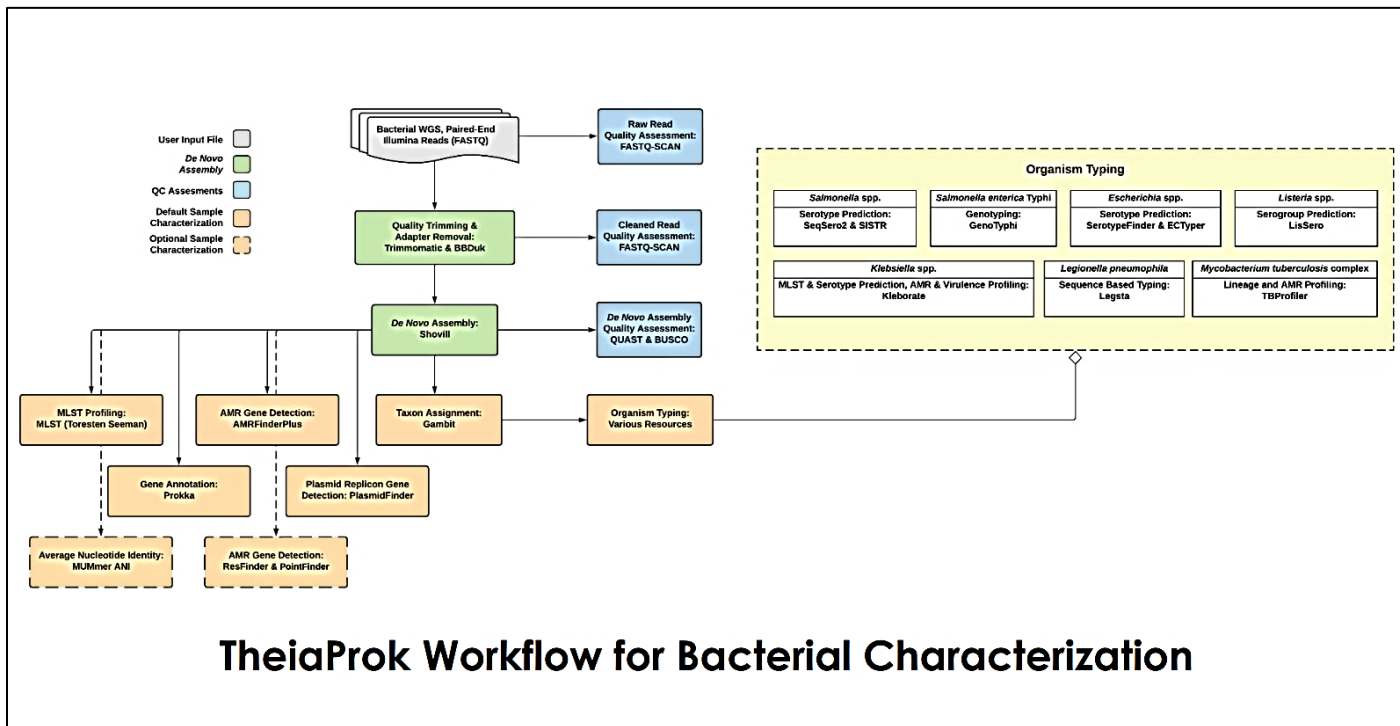 Bacterial WGS, Paired-End
Illumina Reads (FASTQ)
Raw Read
Quality Assessment:
FASTQ-SCAN
User Input File
De Novo
Assembly
QC Assesments
Default Sample
Characterization
Optional Sample
Characterization
Quality Trimming &
Adapter Removal:
Trimmomatic & BBDuk
Cleaned Read
Quality Assessment:
FASTQ-SCAN
De Novo Assembly:
Shovill
De Novo Assembly
Quality Assessment:
QUAST & BUSCO
MLST Profiling:
MLST (Toresten Seeman)
AMR Gene Detection:
AMRFinderPlus
Taxon Assignment:
Gambit
Organism Typing:
Various Resources
Gene Annotation:
Prokka
Plasmid Replicon Gene
Detection: PlasmidFinder
Average Nucleotide Identity:
MUMmer ANI
AMR Gene Detection:
ResFinder & PointFinder
Organism Typing
Salmonella spp.
Serotype Prediction:
SeqSero2 & SISTR
Salmonella enterica Typhi
Genotyping:
GenoTyphi
Escherichia spp.
Serotype Prediction:
SerotypeFinder & ECTyper
Listeria spp.
Serogroup Prediction:
LisSero
Klebsiella spp.
MLST & Serotype Prediction, AMR & Virulence Profiling:
Kleborate
Legionella pneumophila
Sequence Based Typing:
Legsta
Mycobacterium tuberculosis complex
Lineage and AMR Profiling:
TBProfiler
TheiaProk Workflow for Bacterial Characterization